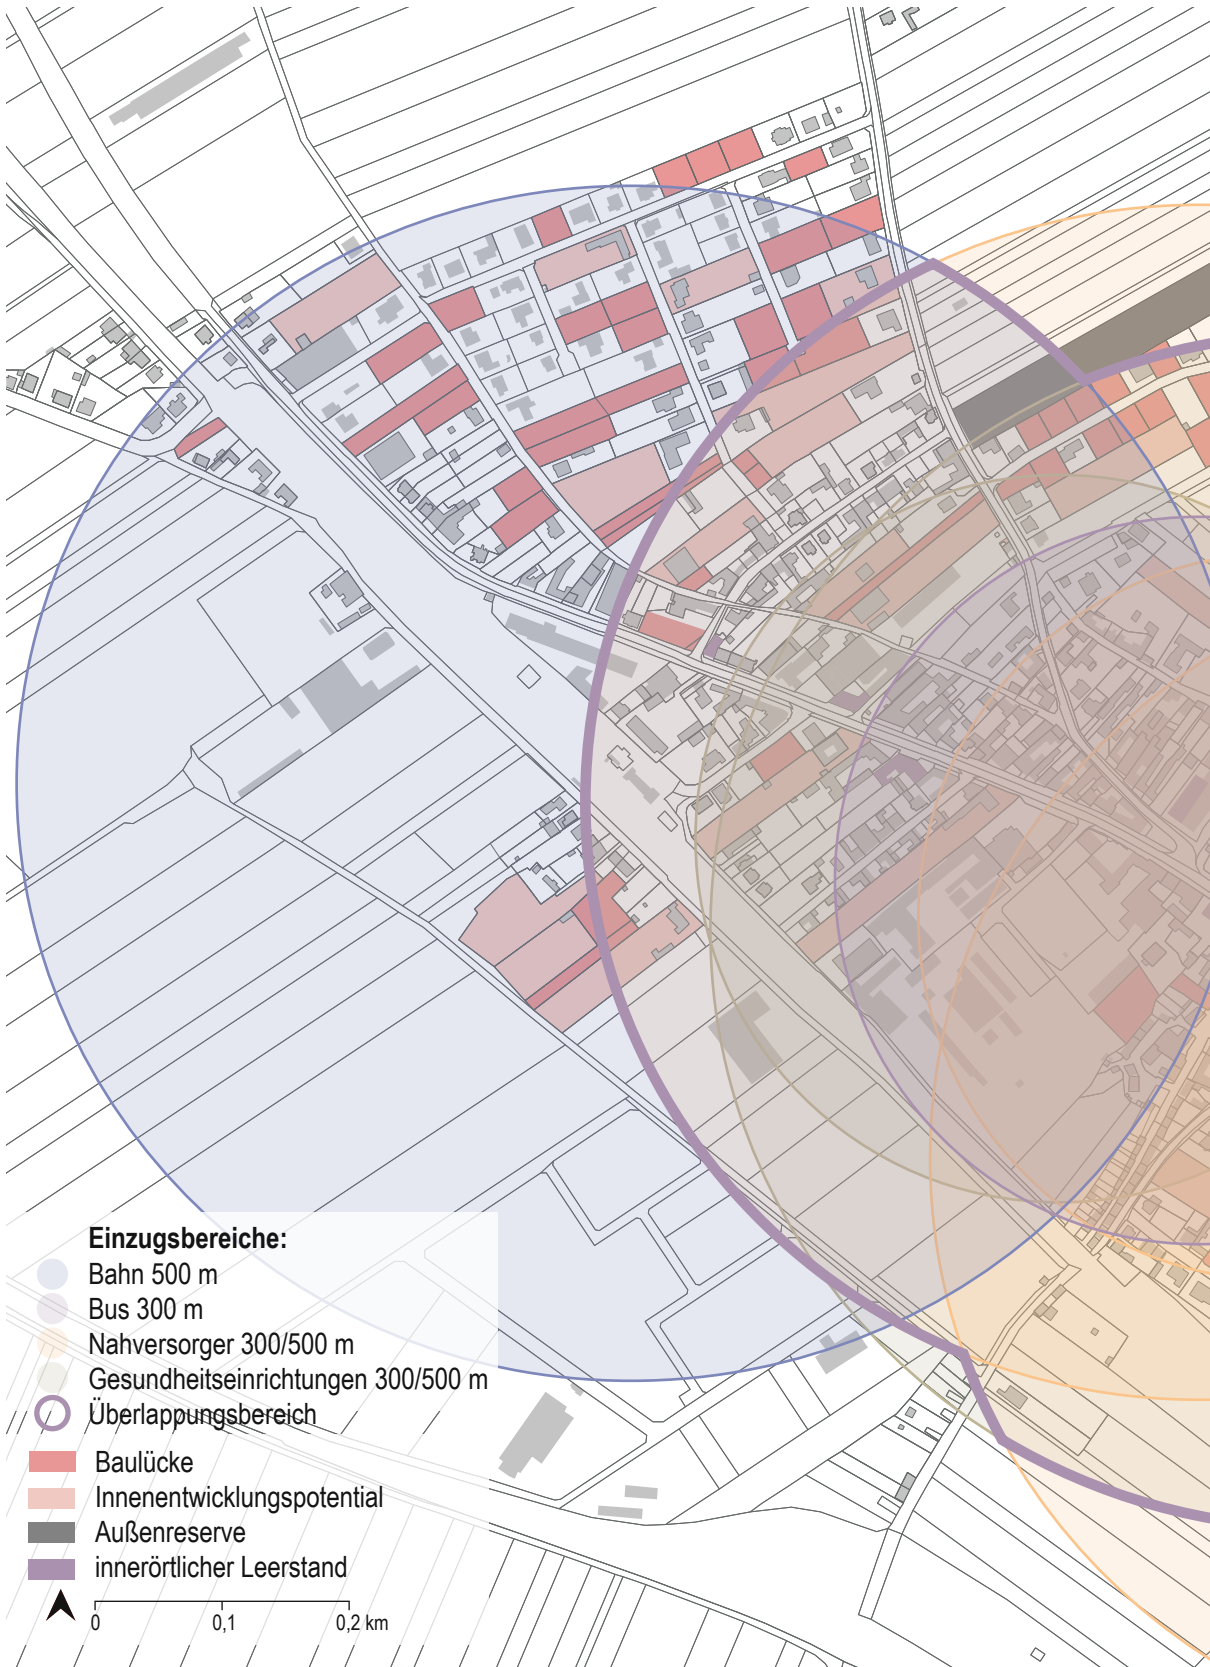 Einzugsbereiche:
Bahn 500 m
Bus 300 m
Nahversorger 300/500 m
Gesundheitseinrichtungen 300/500 m
Überlappungsbereich
Baulücke
Innenentwicklungspotential
Außenreserve
innerörtlicher Leerstand
0 0,1 0,2 km